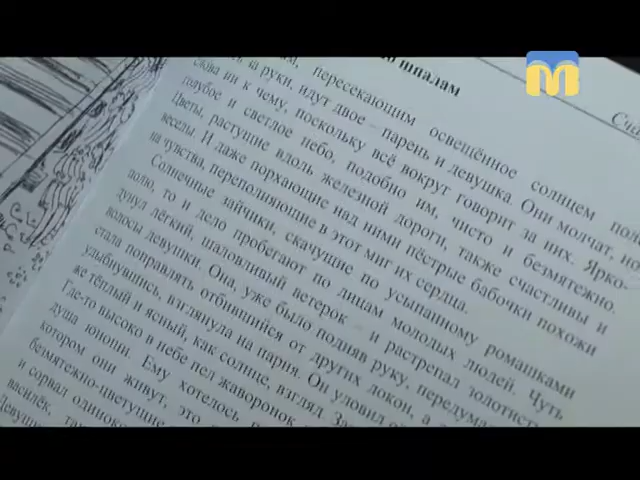 по шпалам
пересекающим освещённое солнцем поле
за руки, идут двое – парень и девушка. Они молчат, но
слова ни к чему, поскольку всё вокруг говорит за них. Ярко-
голубое и светлое небо, подобно им, чисто и безмятежно.
Цветы, растущие вдоль железной дороги, также счастливы и
веселы. И даже порхающие над ними пёстрые бабочки похожи
на чувства, переполняющие в этот миг их сердца.
Солнечные зайчики, скачущие по усыпанному ромашками
полю, то и дело пробегают по лицам молодых людей. Чуть
дунул лёгкий, шаловливый ветерок – и растрепал золотистые
волосы девушки. Она, уже было подняв руку, передумала
стала поправлять отбившийся от других локон, а
улыбнувшись, взглянула на парня. Он уловил
же тёплый и ясный, как солнце, взгляд.
Где-то высоко в небе пел жаворонок
душа юноши. Ему хотелось
котором они живут, это
безмятежно-цветущие
и сорвал одинокий
василёк,
M